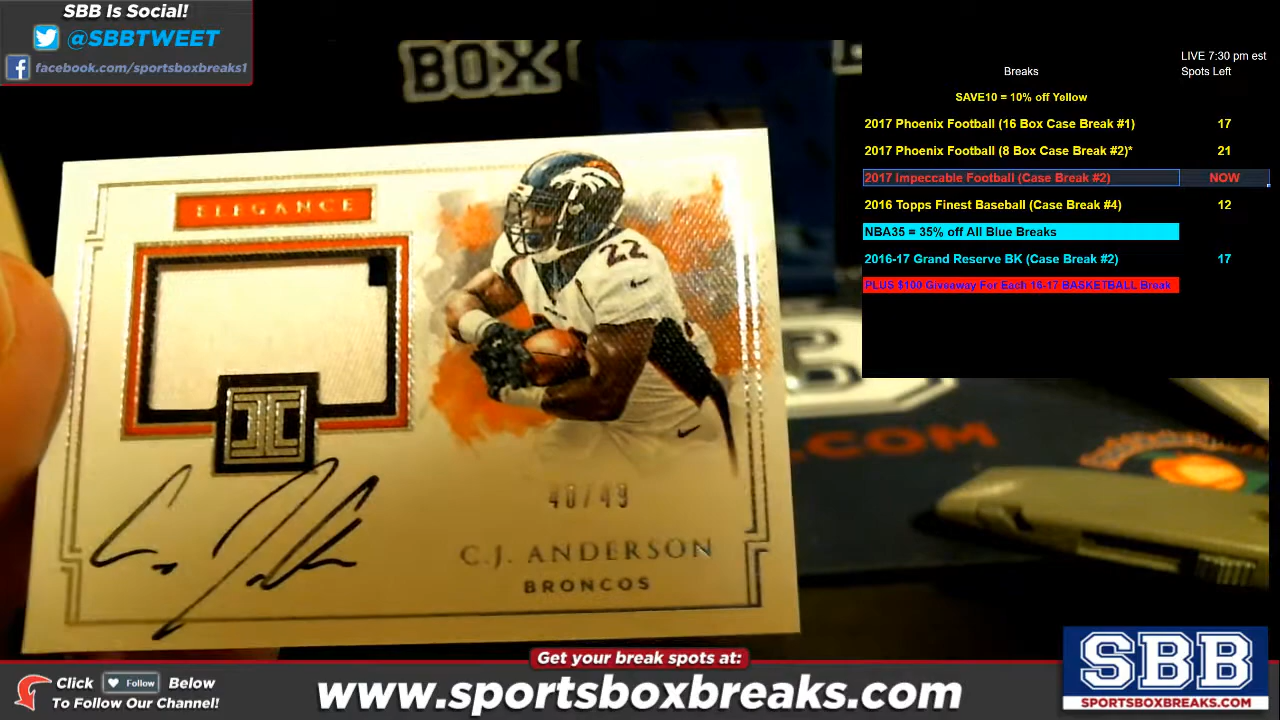 SBB Is Social!
@SBBTWEET
facebook.com/sportsboxbreaks1
BOX
LIVE 7:30 pm est
Breaks Spots Left
SAVE10 = 10% off Yellow
2017 Phoenix Football (16 Box Case Break #1) 17
2017 Phoenix Football (8 Box Case Break #2)* 21
2017 Impeccable Football (Case Break #2) NOW
2016 Topps Finest Baseball (Case Break #4) 12
NBA35 = 35% off All Blue Breaks
2016-17 Grand Reserve BK (Case Break #2) 17
PLUS $100 Giveaway For Each 16-17 BASKETBALL Break
ELEGANCE
22
40/49
C.J. ANDERSON
BRONCOS
.COM
Get your break spots at:
Click Follow Below
To Follow Our Channel!
www.sportsboxbreaks.com
SBB
SPORTSBOXBREAKS.COM